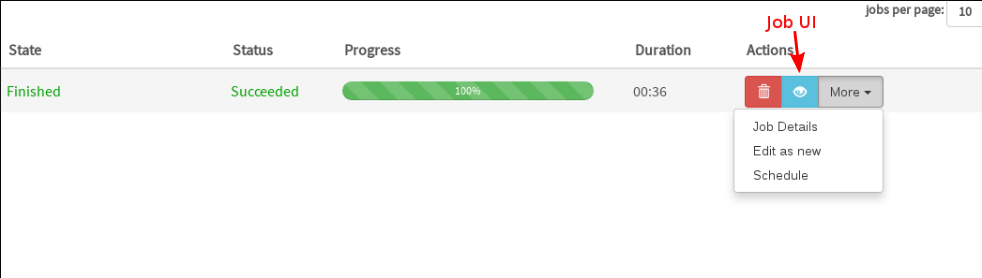 jobs per page: 10
Job UI
State Status Progress Duration Actions
Finished Succeeded 100% 00:36 More
Job Details
Edit as new
Schedule